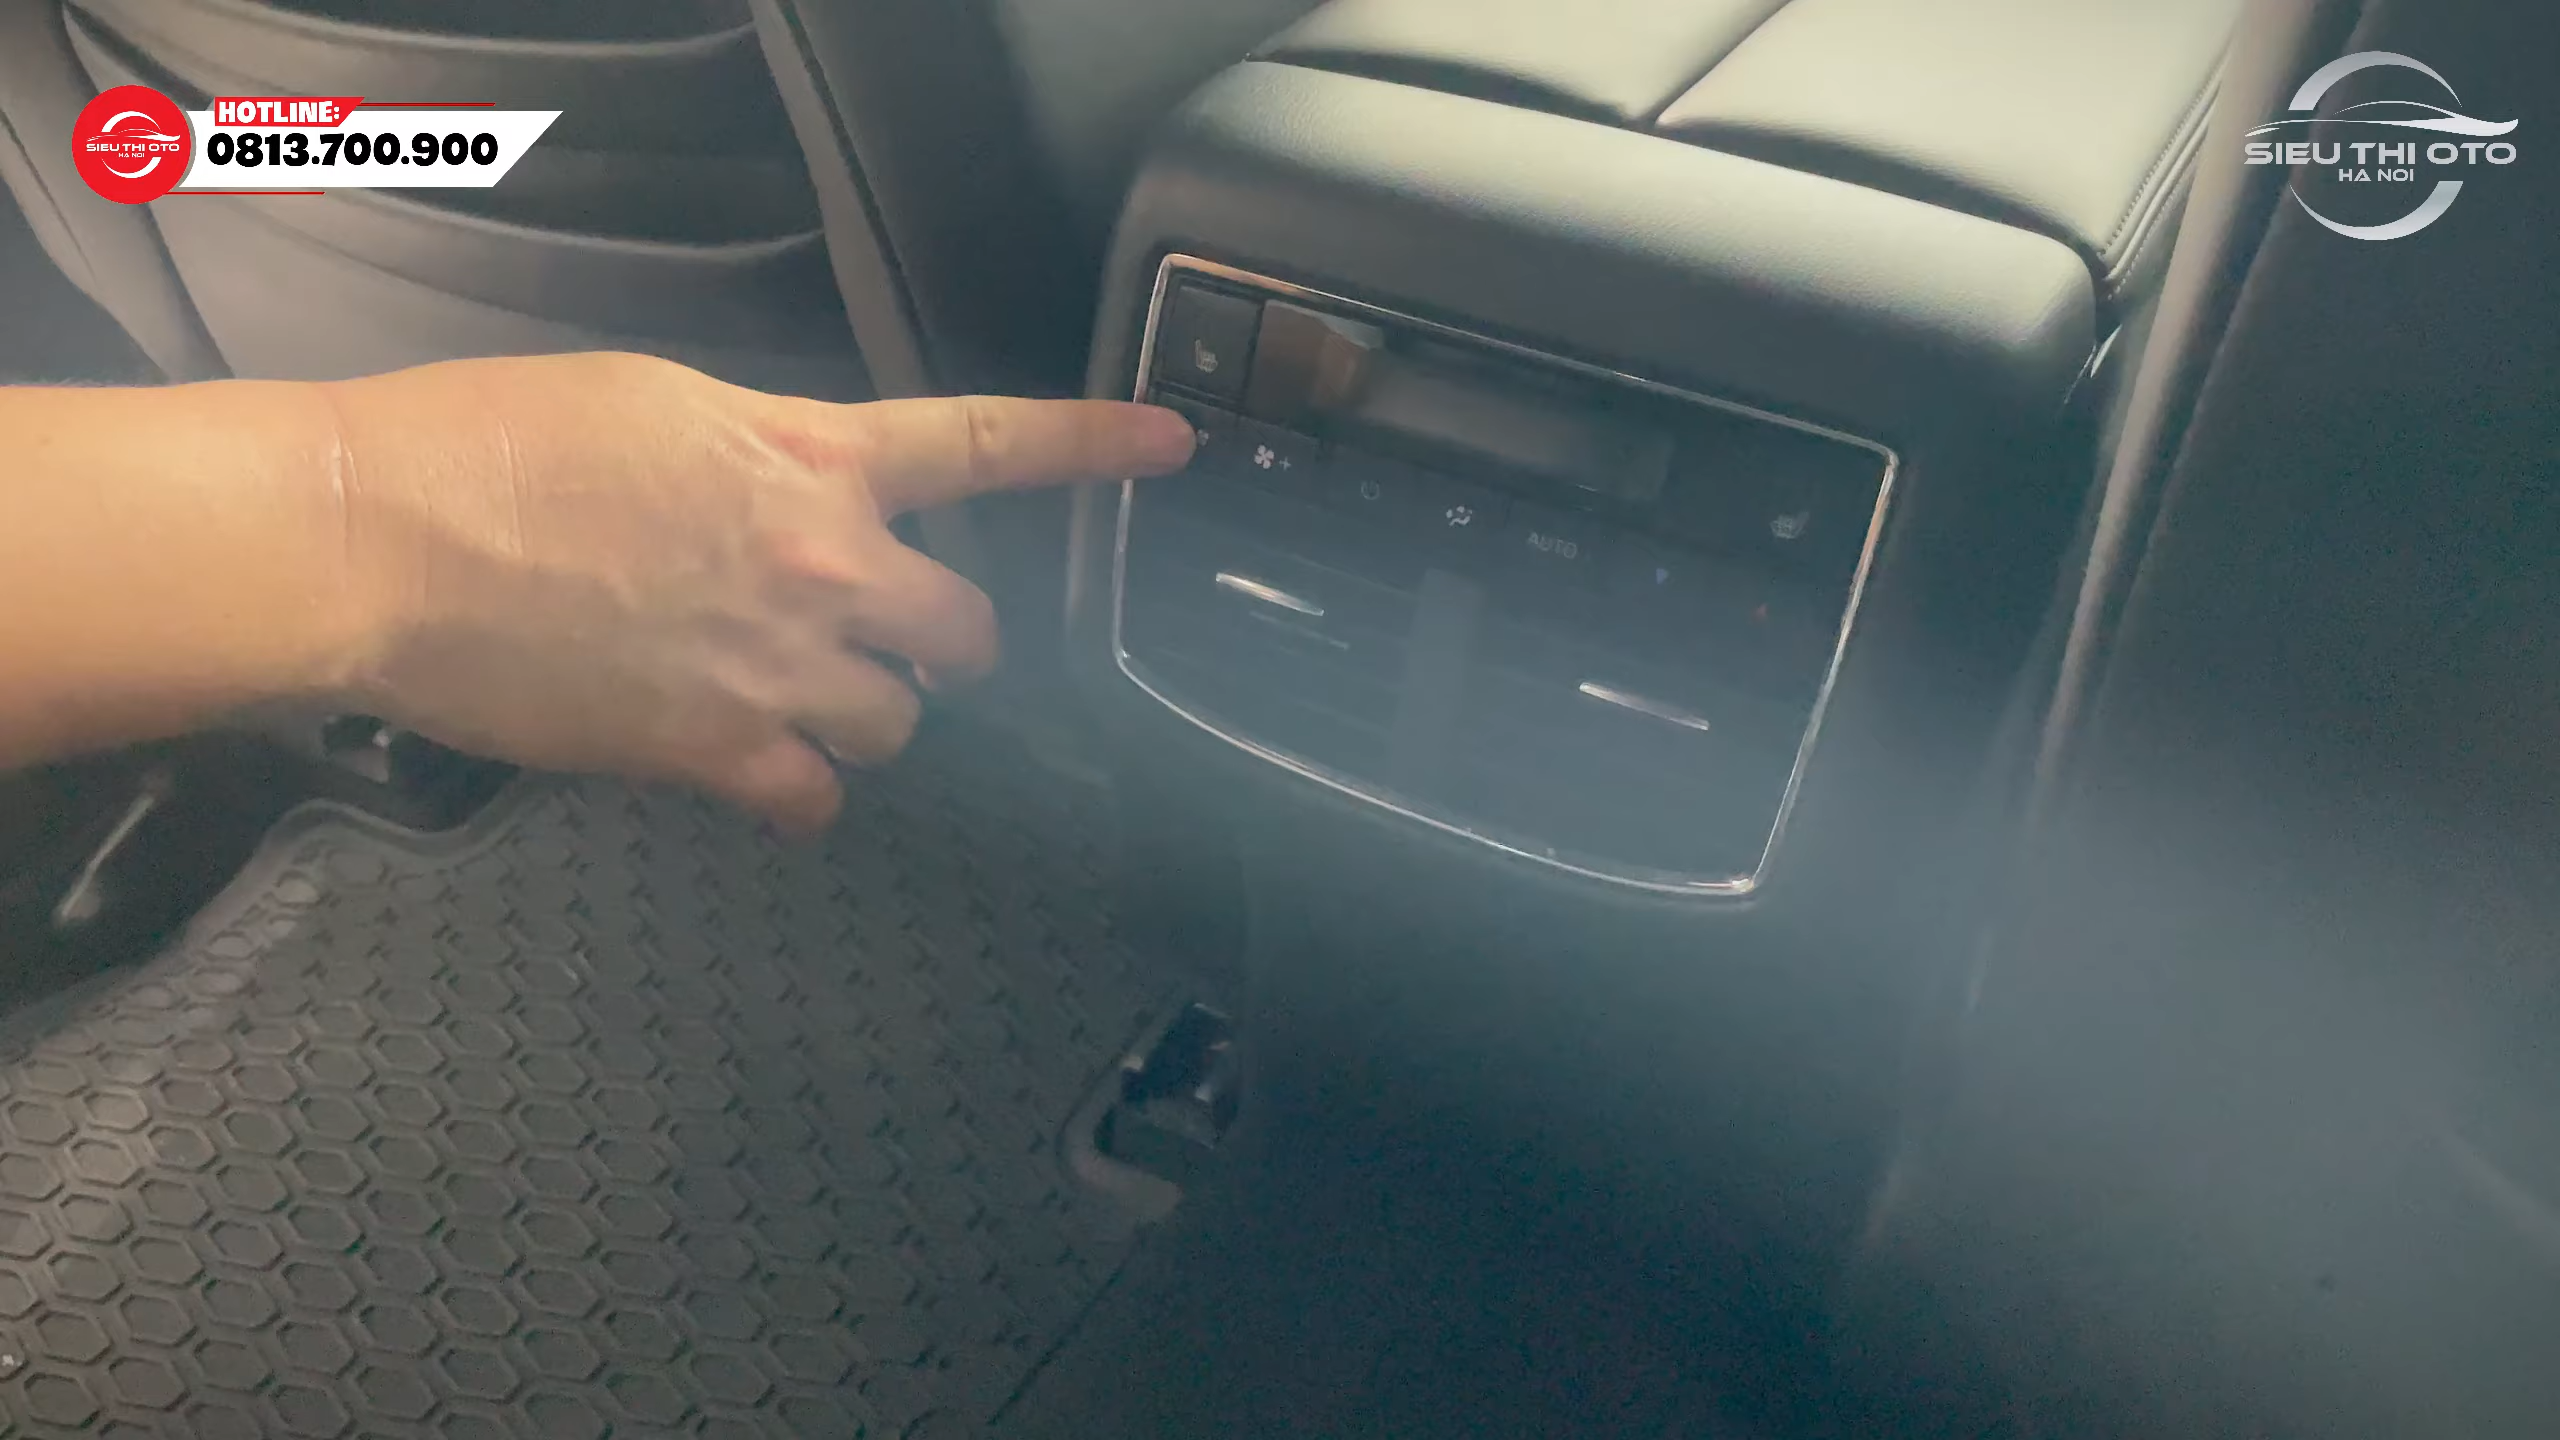 HOTLINE:
0813.700.900
SIEU THI OTO
HA NOI
SIEU THI OTO
HA NOI
AUTO